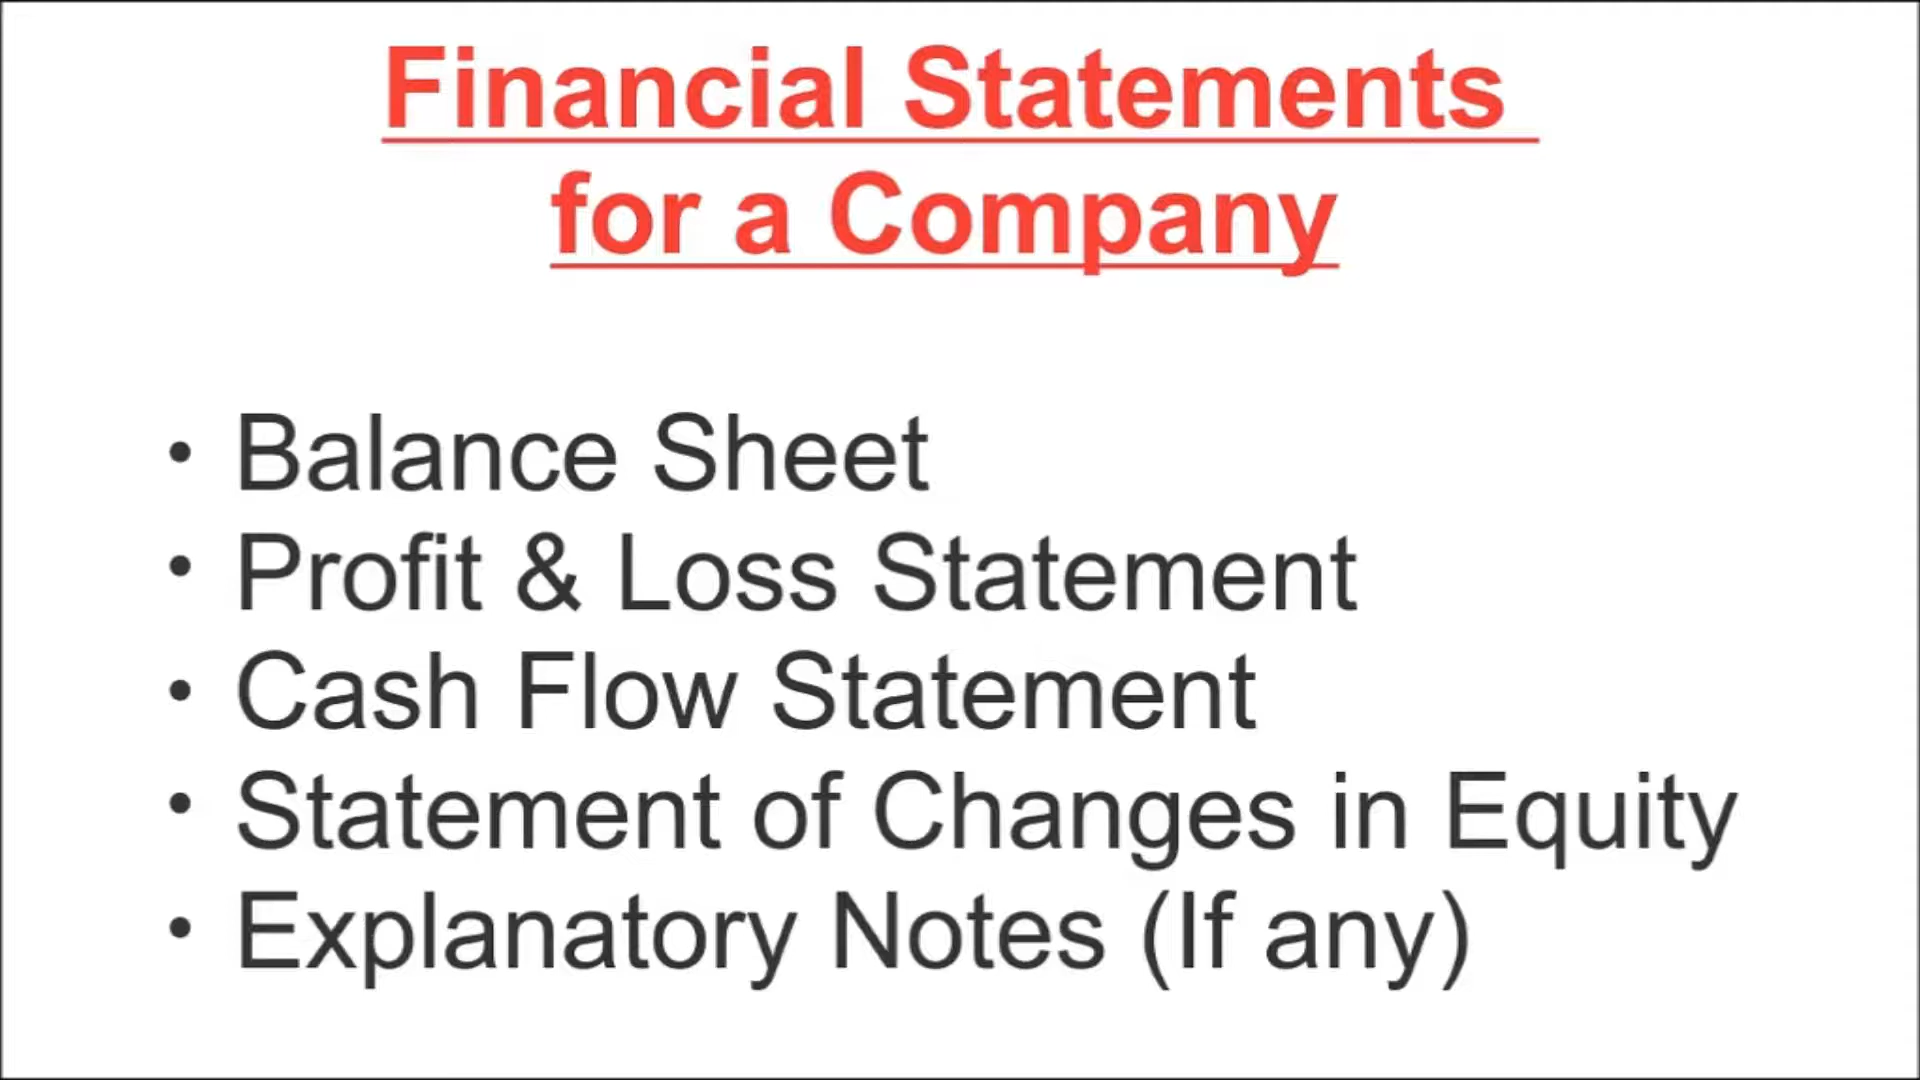 Financial Statements
for a Company
• Balance Sheet
• Profit & Loss Statement
• Cash Flow Statement
• Statement of Changes in Equity
• Explanatory Notes (If any)